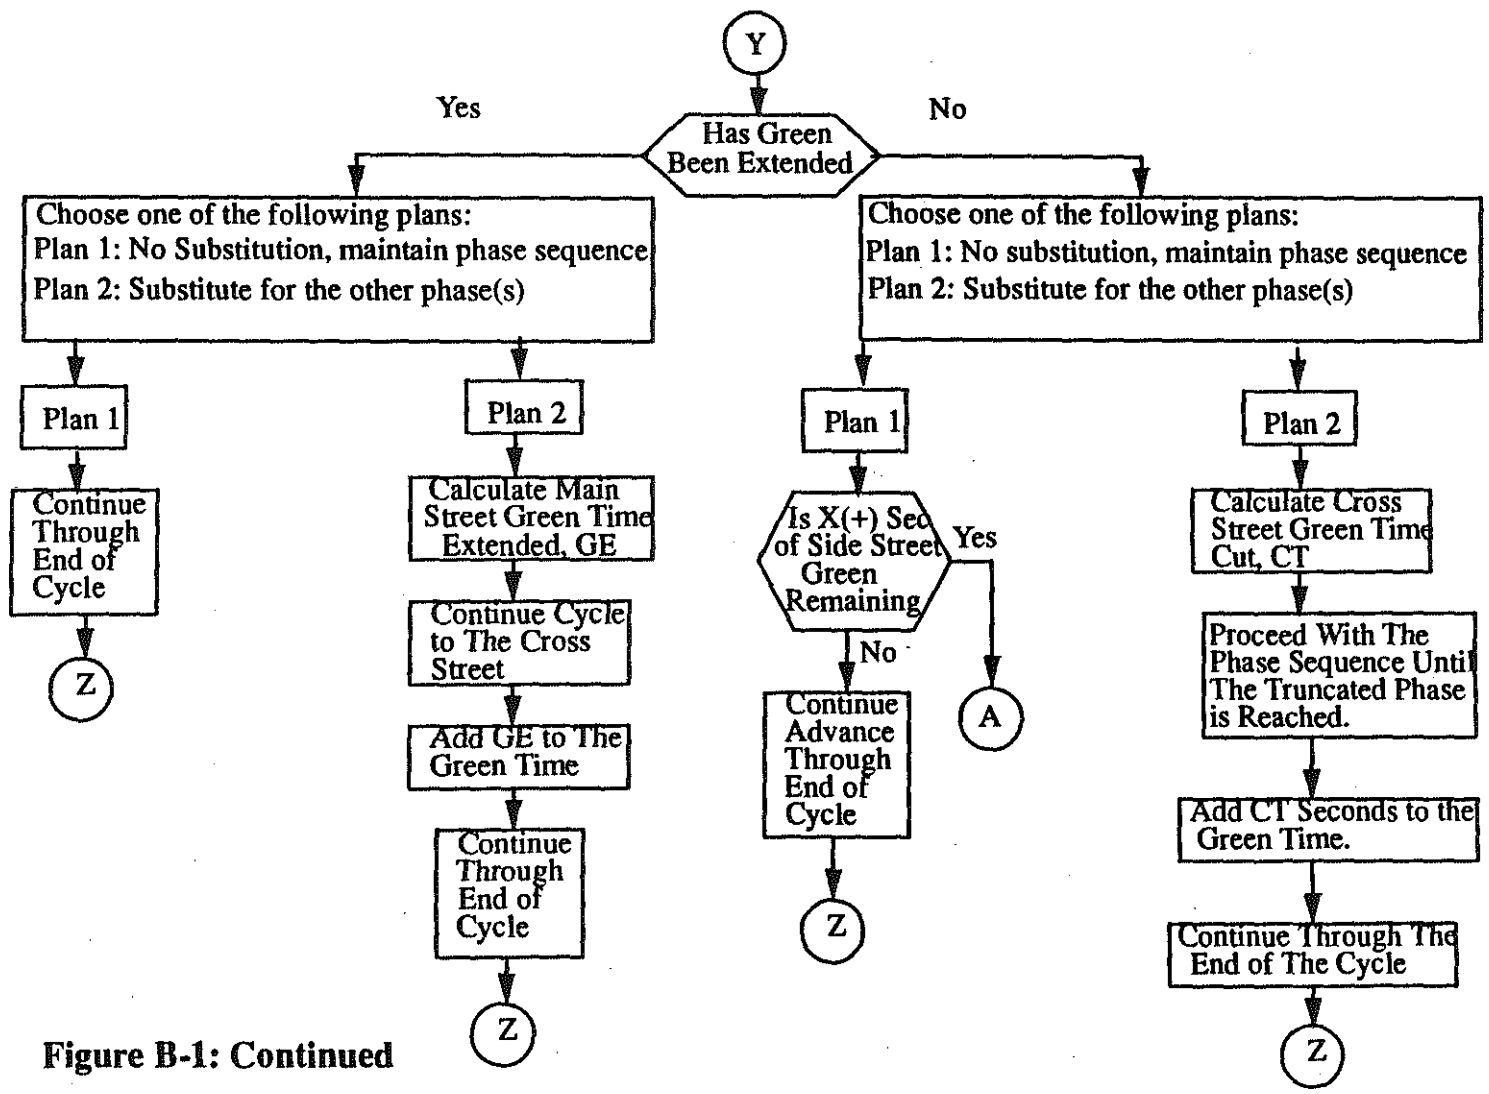 Y
Yes
No
Has Green
Been Extended
Choose one of the following plans:
Plan 1: No Substitution, maintain phase sequence
Plan 2: Substitute for the other phase(s)
Choose one of the following plans:
Plan 1: No substitution, maintain phase sequence
Plan 2: Substitute for the other phase(s)
Plan 1
Continue
Through
End of
Cycle
Z
Plan 2
Calculate Main
Street Green Time
Extended, GE
Continue Cycle
to The Cross
Street
Add GE to The
Green Time
Continue
Through
End of
Cycle
Z
Plan 1
Is X(+) Sec
of Side Street
Green
Remaining
Yes
A
No
Continue
Advance
Through
End of
Cycle
Z
Plan 2
Calculate Cross
Street Green Time
Cut, CT
Proceed With The
Phase Sequence Until
The Truncated Phase
is Reached.
Add CT Seconds to the
Green Time.
Continue Through The
End of The Cycle
Z
Figure B-1: Continued